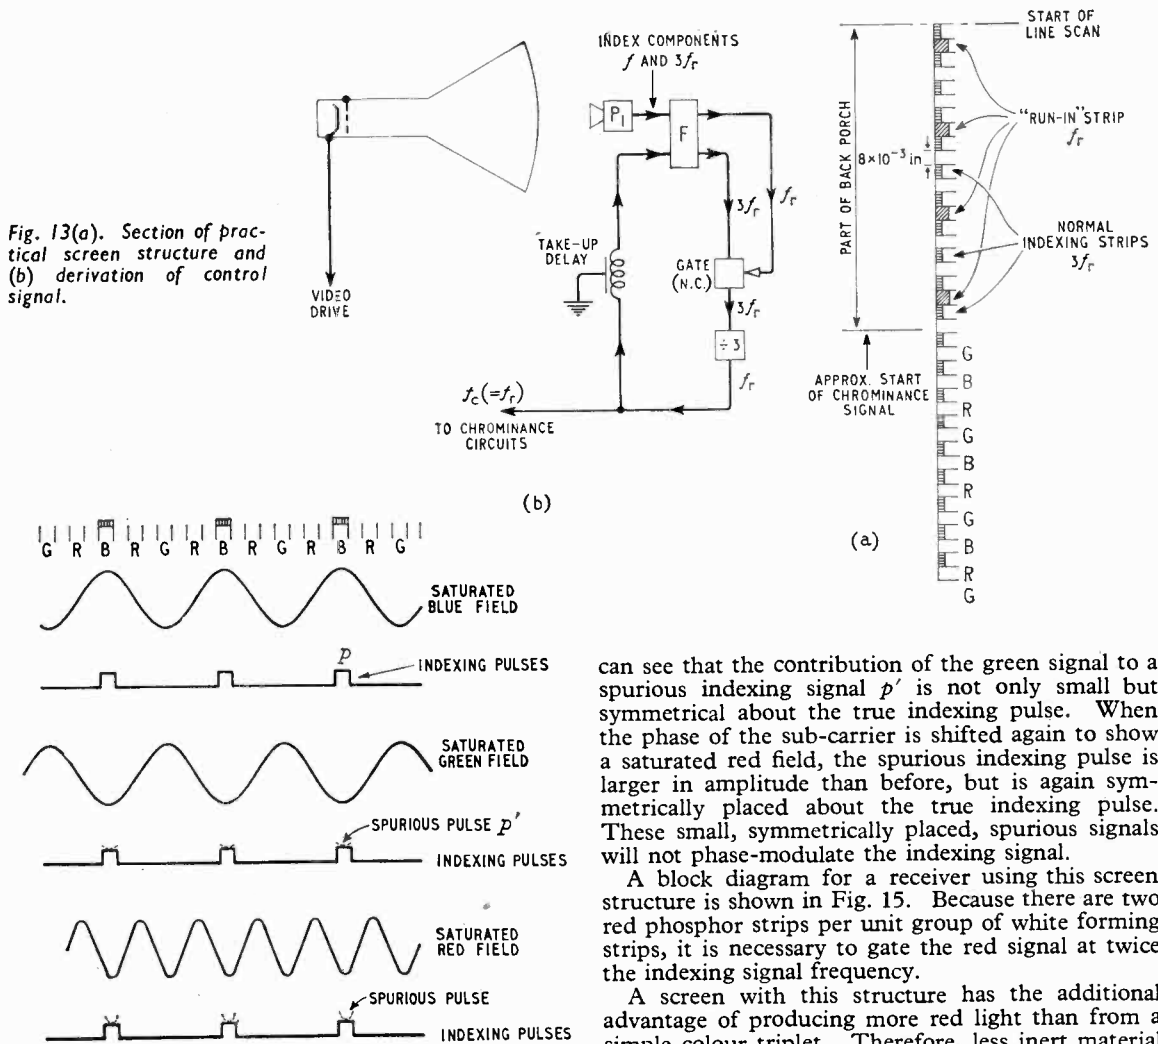 Fig. 13(a). Section of prac-
tical screen structure and
(b) derivation of control
signal.
VIDEO
DRIVE
INDEX COMPONENTS
f AND 3fr
P1
F
3fr
fr
TAKE-UP
DELAY
GATE
(N.C.)
3fr
÷3
fr
fc(=fr)
TO CHROMINANCE
CIRCUITS
(b)
START OF
LINE SCAN
PART OF BACK PORCH
8×10-3 in
"RUN-IN" STRIP
fr
NORMAL
INDEXING STRIPS
3fr
APPROX. START
OF CHROMINANCE
SIGNAL
G
B
R
G
B
R
G
B
R
G
(a)
G R B R G R B R G R B R G
SATURATED
BLUE FIELD
p
INDEXING PULSES
SATURATED
GREEN FIELD
SPURIOUS PULSE p'
INDEXING PULSES
SATURATED
RED FIELD
SPURIOUS PULSE
INDEXING PULSES
can see that the contribution of the green signal to a
spurious indexing signal p' is not only small but
symmetrical about the true indexing pulse. When
the phase of the sub-carrier is shifted again to show
a saturated red field, the spurious indexing pulse is
larger in amplitude than before, but is again sym-
metrically placed about the true indexing pulse.
These small, symmetrically placed, spurious signals
will not phase-modulate the indexing signal.
A block diagram for a receiver using this screen
structure is shown in Fig. 15. Because there are two
red phosphor strips per unit group of white forming
strips, it is necessary to gate the red signal at twice
the indexing signal frequency.
A screen with this structure has the additional
advantage of producing more red light than from a
simple colour triplet. Therefore, less inert material